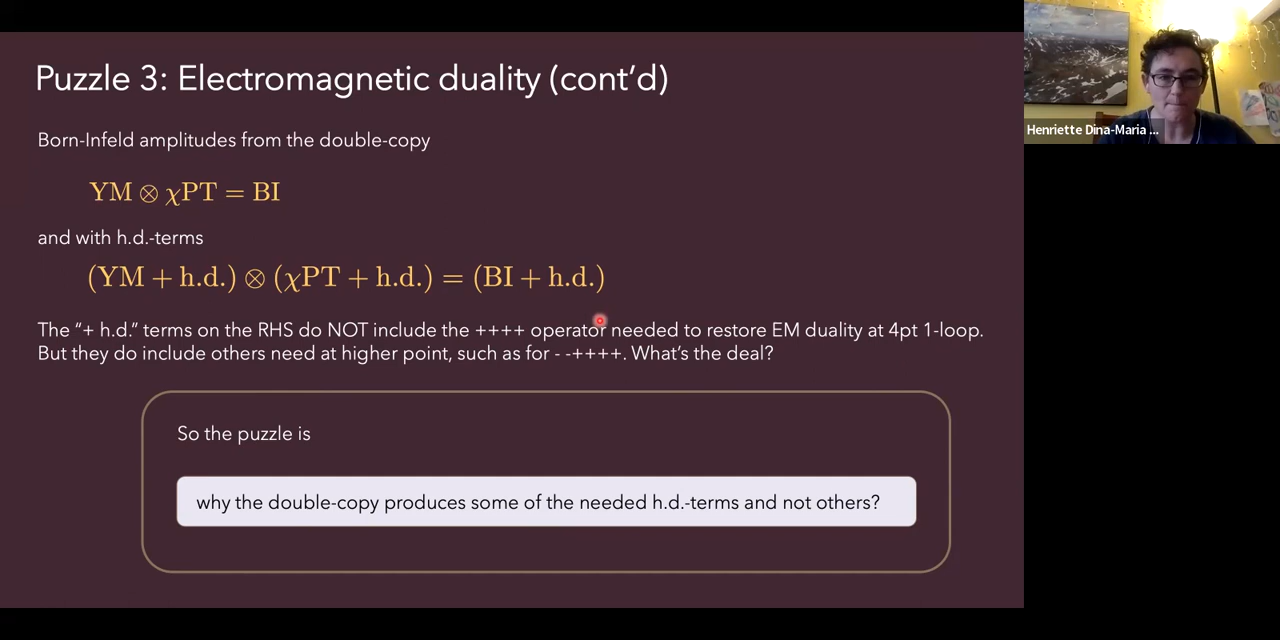 Puzzle 3: Electromagnetic duality (cont’d)
Born-Infeld amplitudes from the double-copy
YM ⊗ χPT = BI
and with h.d.-terms
(YM + h.d.) ⊗ (χPT + h.d.) = (BI + h.d.)
The “+ h.d.” terms on the RHS do NOT include the ++++ operator needed to restore EM duality at 4pt 1-loop.
But they do include others need at higher point, such as for - -++++. What’s the deal?
So the puzzle is
why the double-copy produces some of the needed h.d.-terms and not others?
Henriette Dina-Maria ...